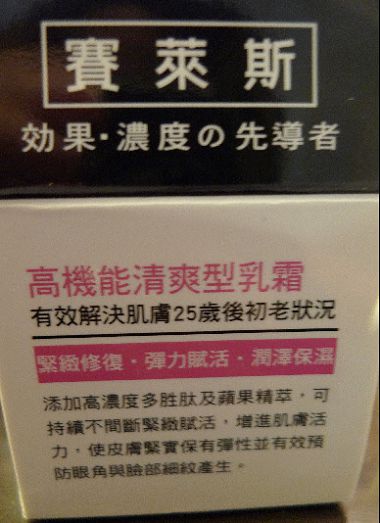 賽萊斯
効果・濃度の先導者
高機能清爽型乳霜
有效解決肌膚25歲後初老狀況
緊緻修復・彈力賦活・潤澤保濕
添加高濃度多胜肽及蘋果精萃，可
持續不間斷緊緻賦活，增進肌膚活
力，使皮膚緊實保有彈性並有效預
防眼角與臉部細紋產生。